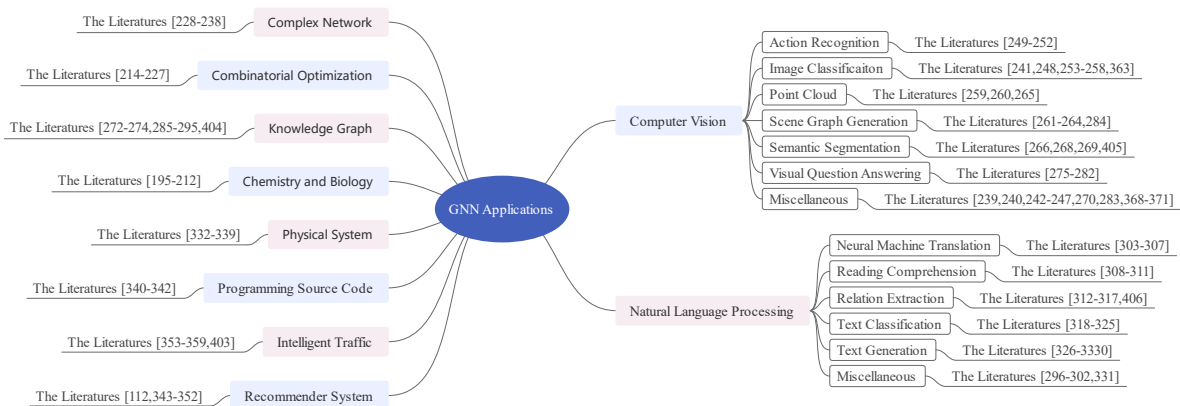 The Literatures [228-238] Complex Network
The Literatures [214-227] Combinatorial Optimization
The Literatures [272-274,285-295,404] Knowledge Graph
The Literatures [195-212] Chemistry and Biology
The Literatures [332-339] Physical System
The Literatures [340-342] Programming Source Code
The Literatures [353-359,403] Intelligent Traffic
The Literatures [112,343-352] Recommender System
GNN Applications
Computer Vision
Action Recognition The Literatures [249-252]
Image Classificaiton The Literatures [241,248,253-258,363]
Point Cloud The Literatures [259,260,265]
Scene Graph Generation The Literatures [261-264,284]
Semantic Segmentation The Literatures [266,268,269,405]
Visual Question Answering The Literatures [275-282]
Miscellaneous The Literatures [239,240,242-247,270,283,368-371]
Natural Language Processing
Neural Machine Translation The Literatures [303-307]
Reading Comprehension The Literatures [308-311]
Relation Extraction The Literatures [312-317,406]
Text Classification The Literatures [318-325]
Text Generation The Literatures [326-3330]
Miscellaneous The Literatures [296-302,331]